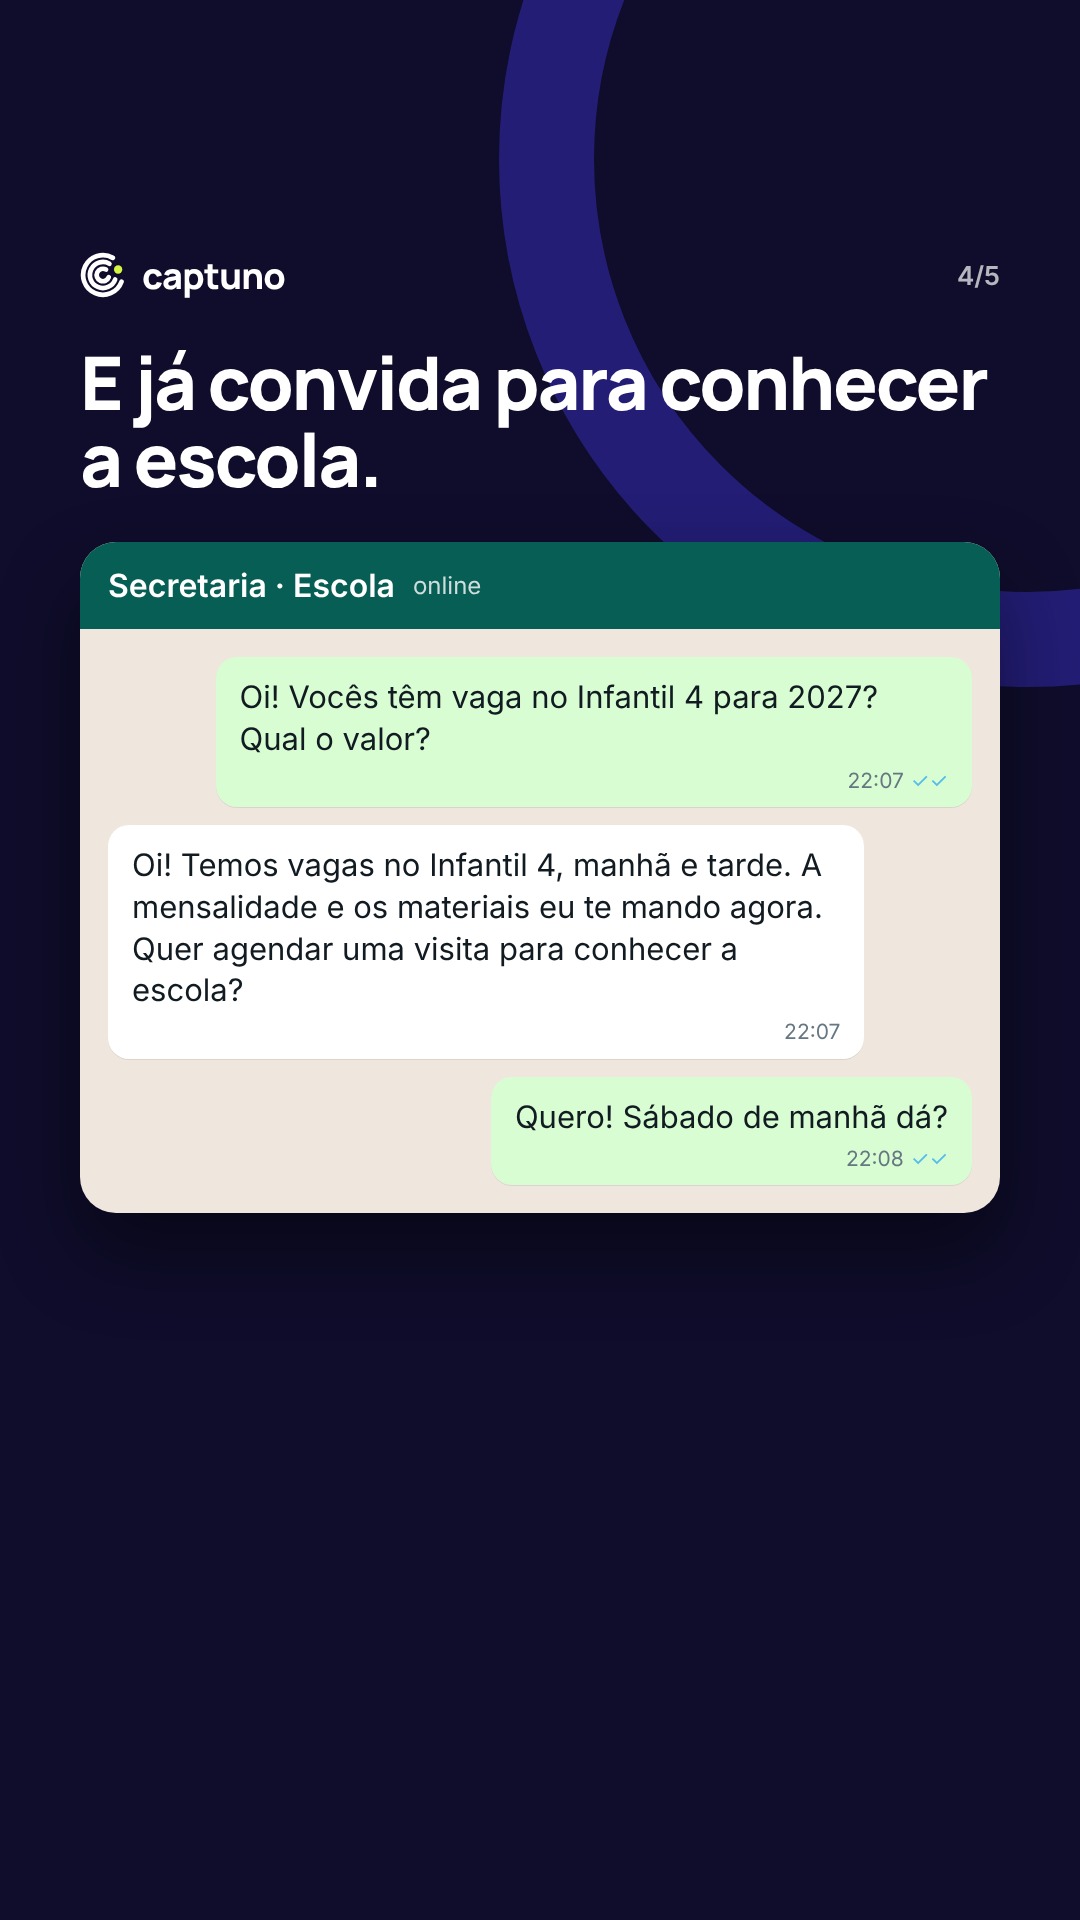 captuno
4/5
E já convida para conhecer
a escola.
Secretaria · Escola online
Oi! Vocês têm vaga no Infantil 4 para 2027?
Qual o valor?
22:07
Oi! Temos vagas no Infantil 4, manhã e tarde. A
mensalidade e os materiais eu te mando agora.
Quer agendar uma visita para conhecer a
escola?
22:07
Quero! Sábado de manhã dá?
22:08